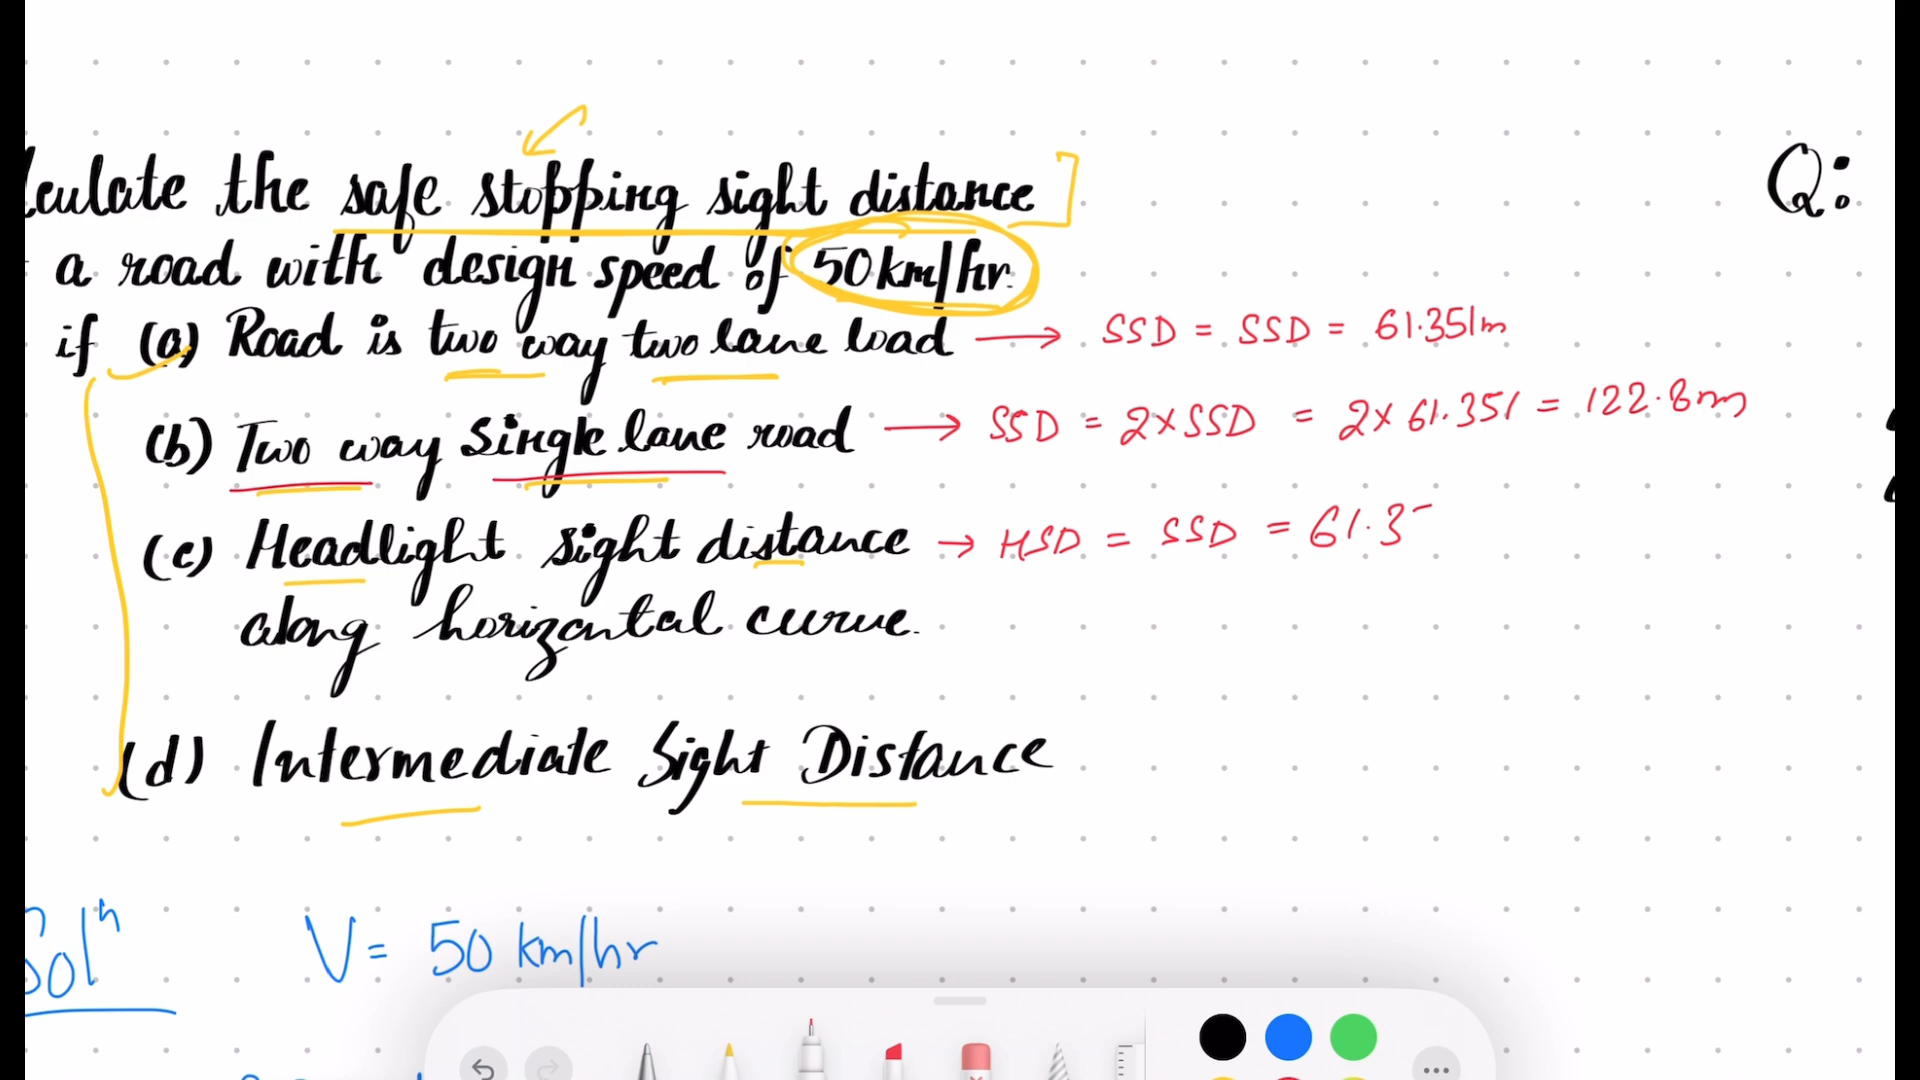 lculate the safe stopping sight distance
Q:
a road with design speed of 50km/hr.
if (a) Road is two way two lane load → SSD = SSD = 61.351m
(b) Two way single lane road → SSD = 2×SSD = 2×61.351 = 122.8m
(c) Headlight sight distance → HSD = SSD = 61.3
along horizontal curve.
(d) Intermediate Sight Distance
Solⁿ V = 50 km/hr